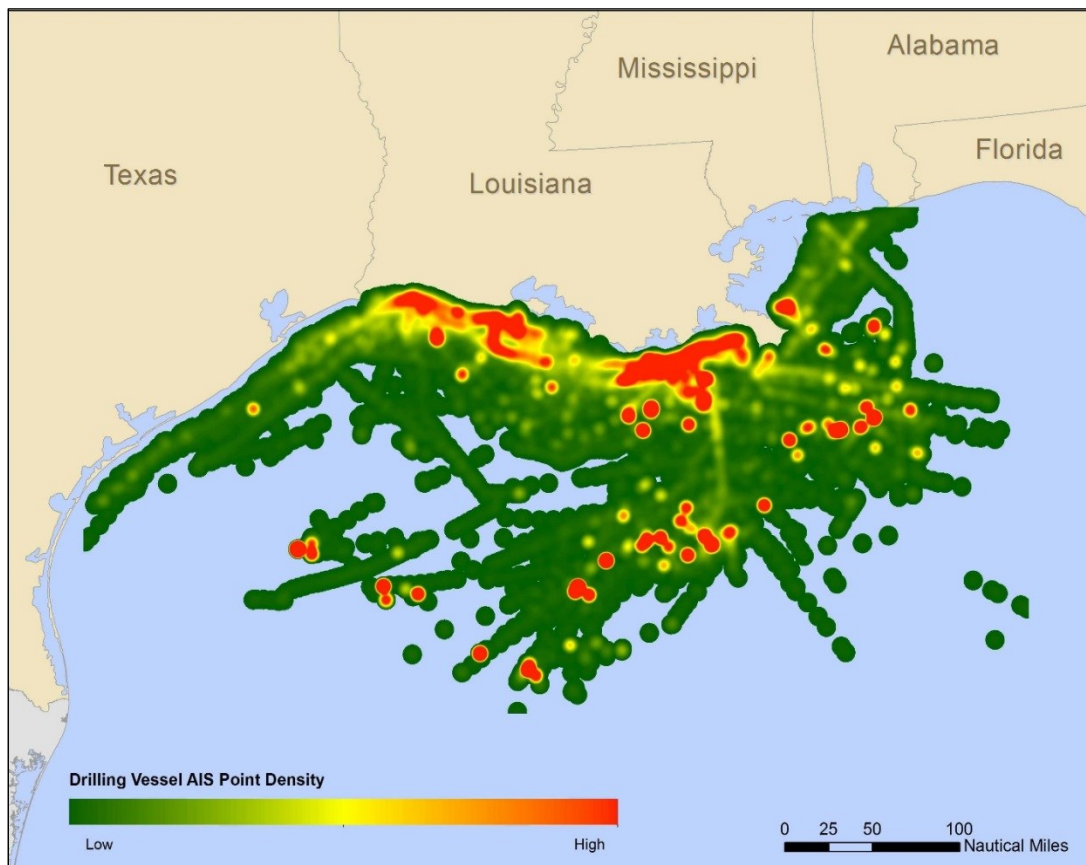 Alabama
Mississippi
Florida
Texas
Louisiana
Drilling Vessel AIS Point Density
Low
High
0 25 50 100
Nautical Miles